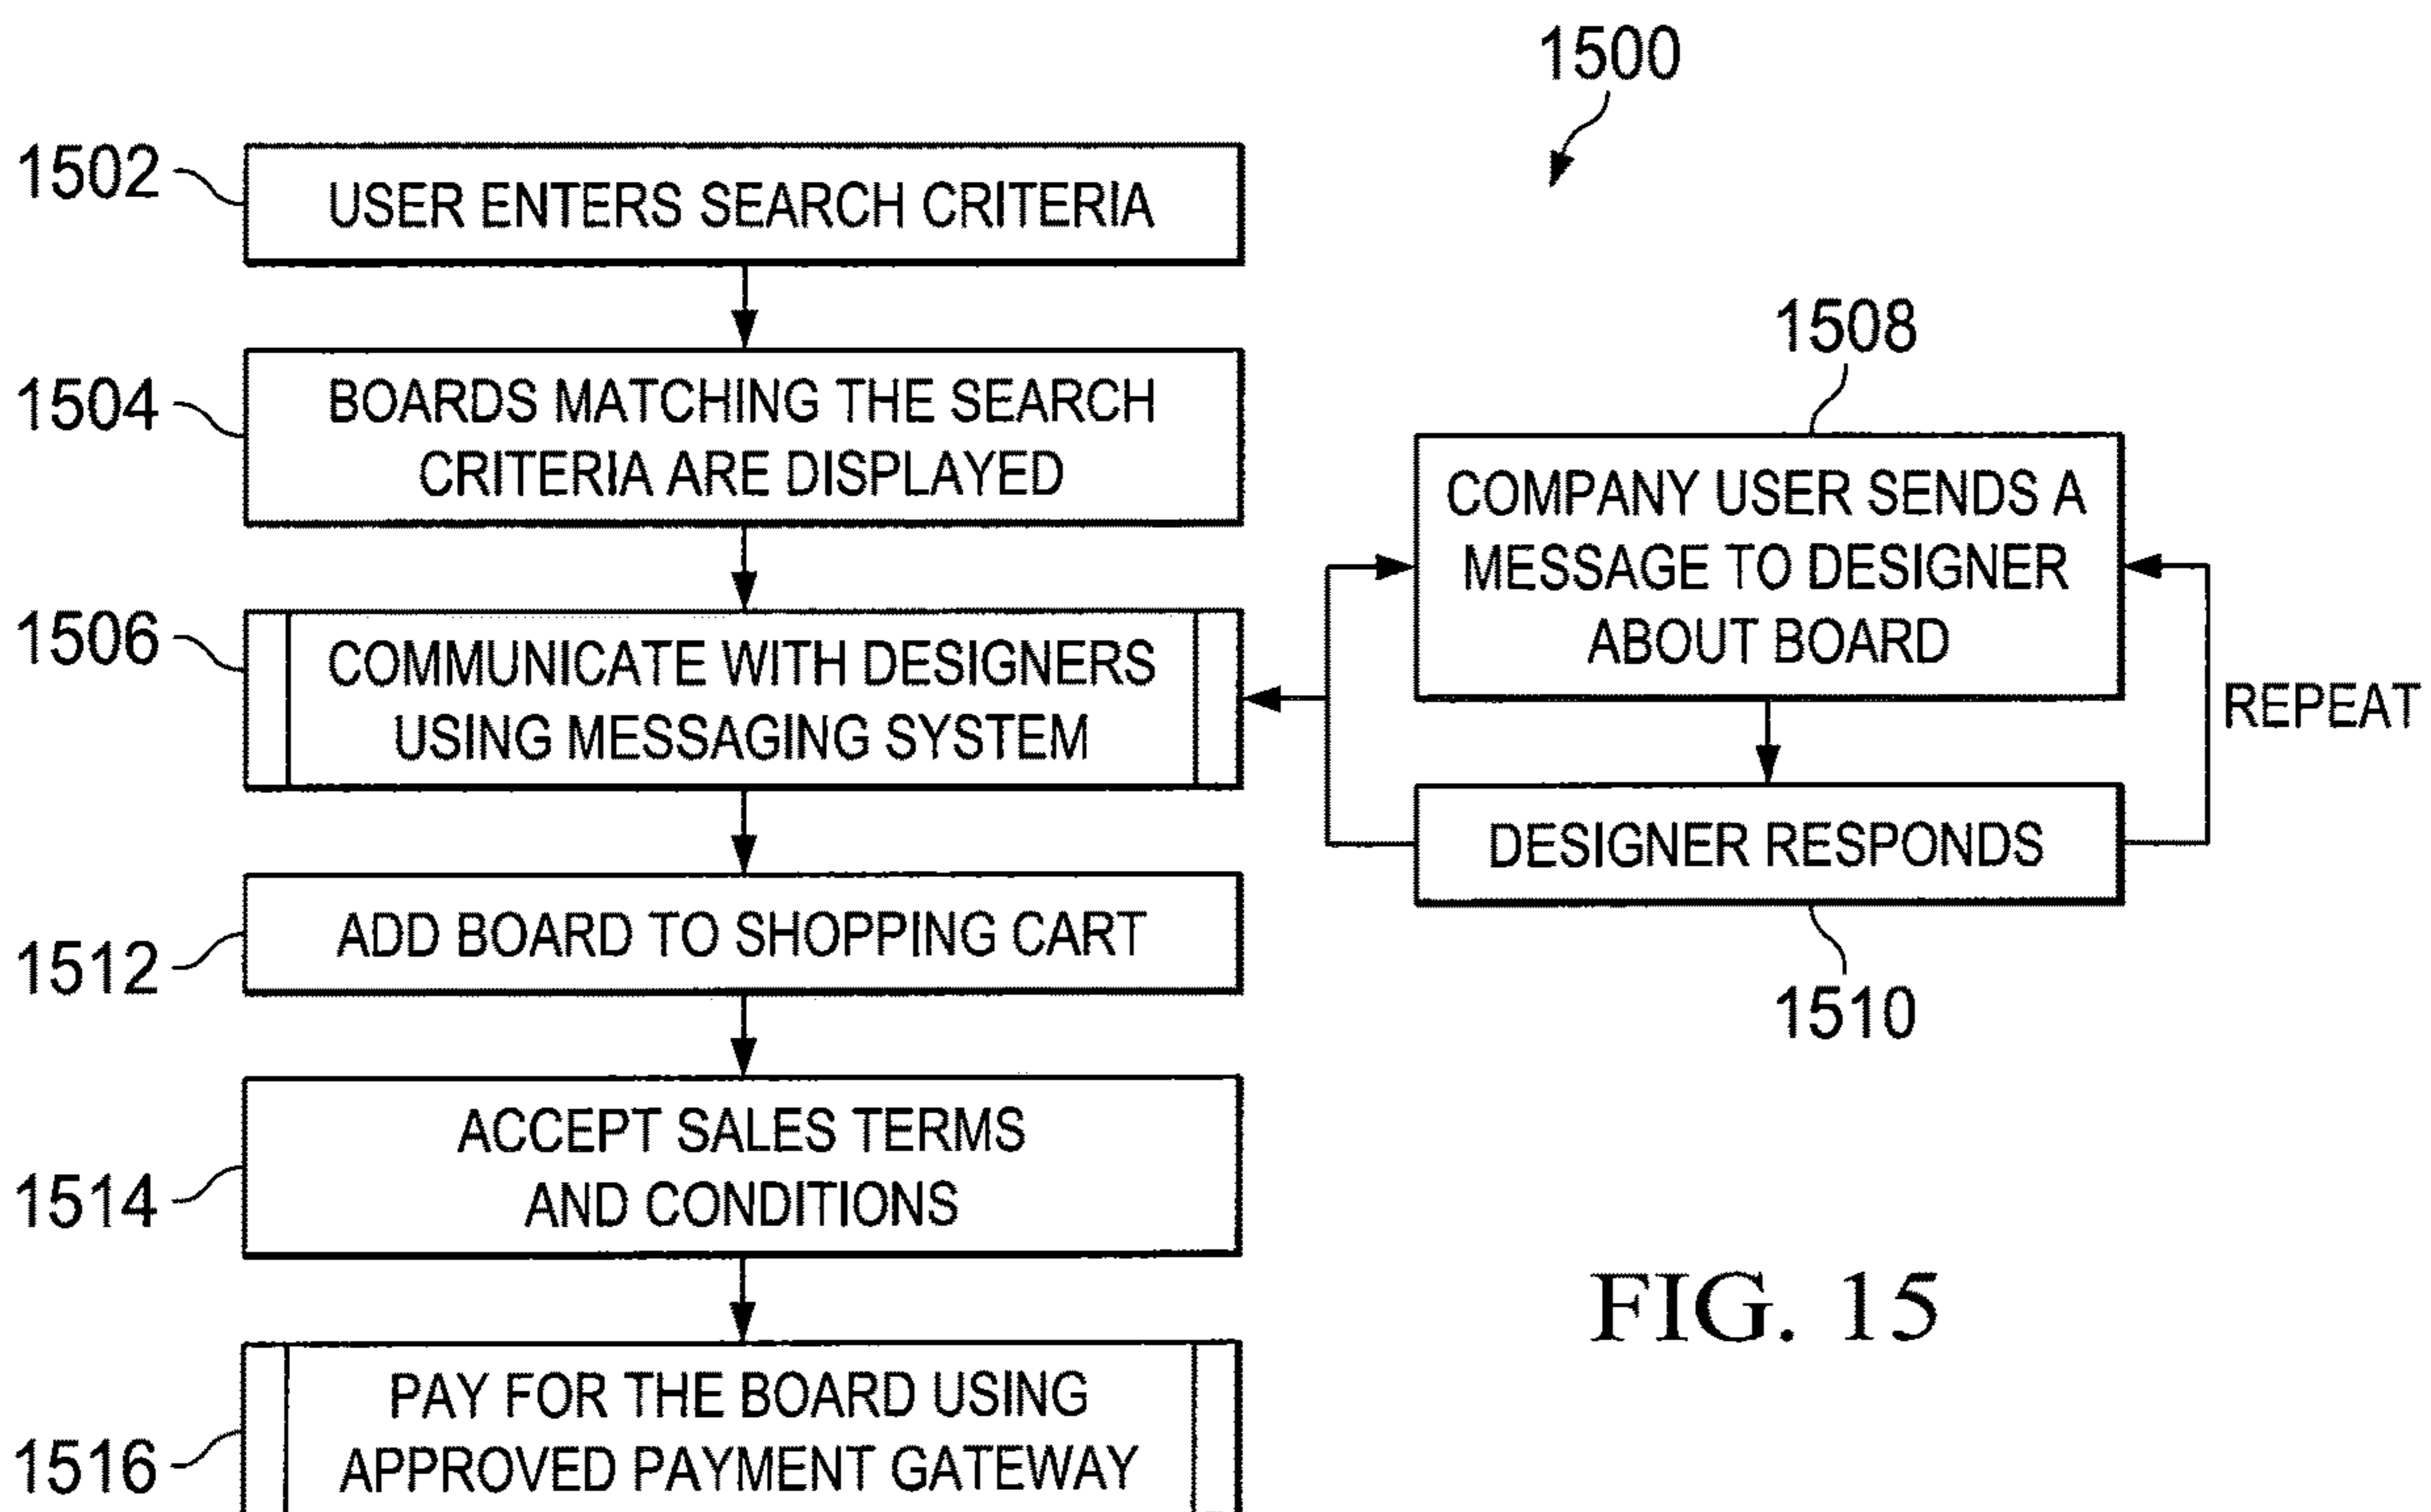 1500
1502
USER ENTERS SEARCH CRITERIA
1504
BOARDS MATCHING THE SEARCH
CRITERIA ARE DISPLAYED
1506
COMMUNICATE WITH DESIGNERS
USING MESSAGING SYSTEM
1508
COMPANY USER SENDS A
MESSAGE TO DESIGNER
ABOUT BOARD
REPEAT
DESIGNER RESPONDS
1510
1512
ADD BOARD TO SHOPPING CART
1514
ACCEPT SALES TERMS
AND CONDITIONS
1516
PAY FOR THE BOARD USING
APPROVED PAYMENT GATEWAY
FIG. 15